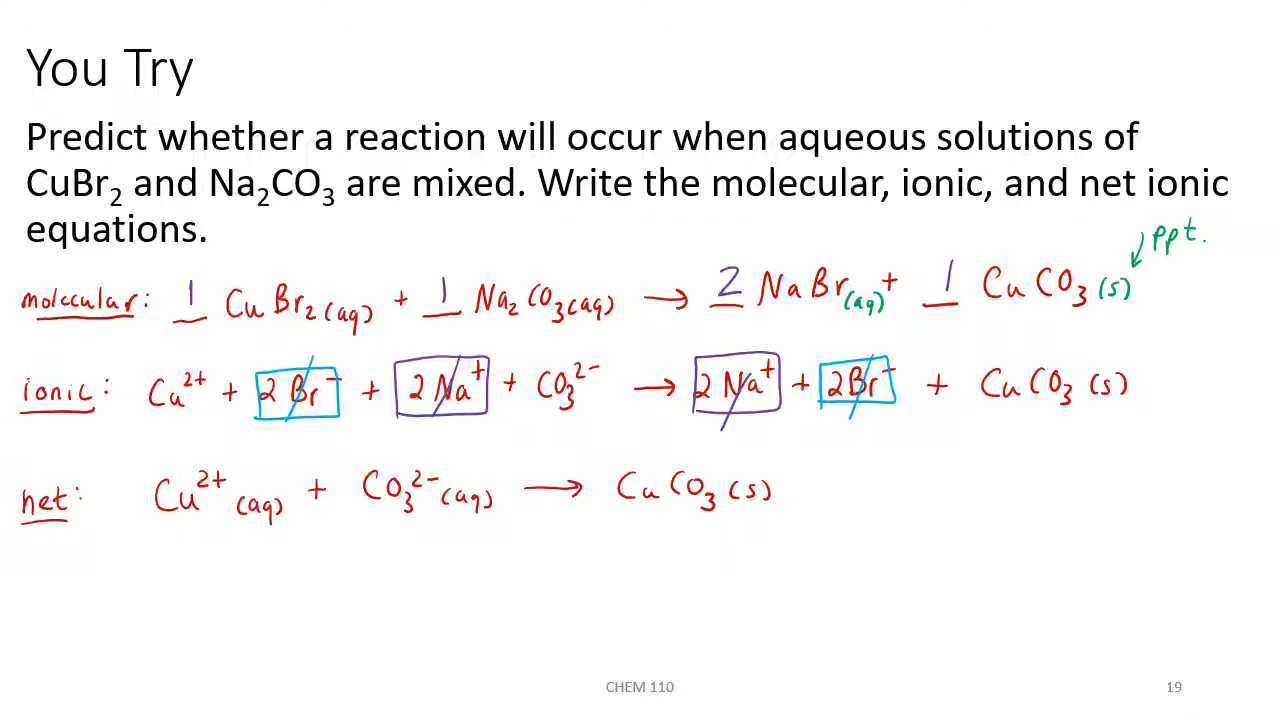 You Try
Predict whether a reaction will occur when aqueous solutions of
CuBr₂ and Na₂CO₃ are mixed. Write the molecular, ionic, and net ionic
equations.
ppt.
molecular: 1 CuBr₂(aq) + 1 Na₂CO₃(aq) → 2 NaBr(aq) + 1 CuCO₃(s)
ionic: Cu²⁺ + 2Br⁻ + 2Na⁺ + CO₃²⁻ → 2Na⁺ + 2Br⁻ + CuCO₃(s)
net: Cu²⁺(aq) + CO₃²⁻(aq) → CuCO₃(s)
CHEM 110
19